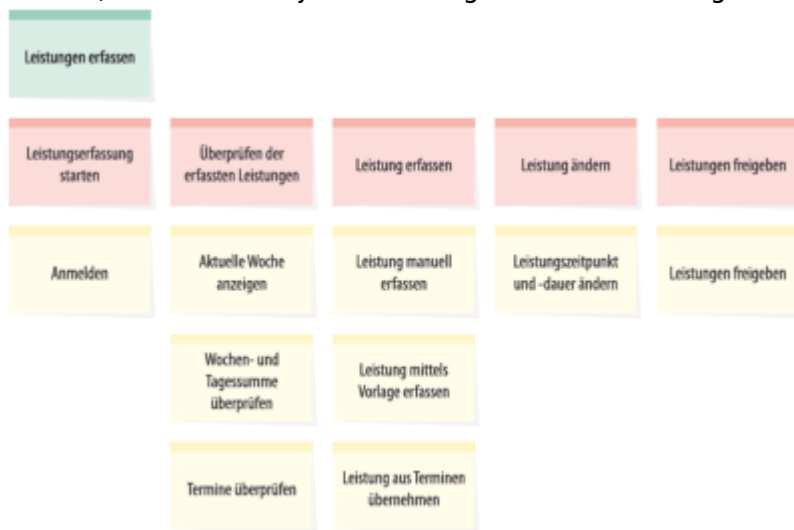 Leistungen erfassen
Leistungserfassung
starten
Überprüfen der
erfassten Leistungen
Leistung erfassen
Leistung ändern
Leistungen freigeben
Anmelden
Aktuelle Woche
anzeigen
Leistung manuell
erfassen
Leistungszeitpunkt
und -dauer ändern
Leistungen freigeben
Wochen- und
Tagessumme
überprüfen
Leistung mittels
Vorlage erfassen
Termine überprüfen
Leistung aus Terminen
übernehmen